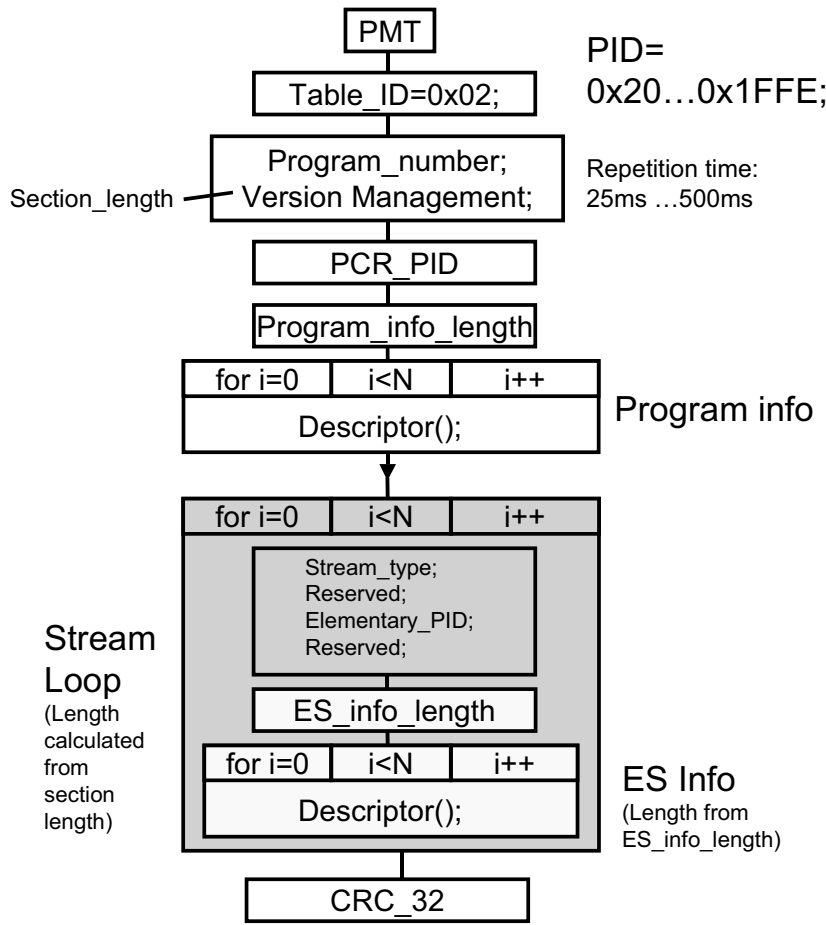 PMT
PID=
0x20…0x1FFE;
Table_ID=0x02;
Program_number;
Version Management;
Section_length
Repetition time:
25ms …500ms
PCR_PID
Program_info_length
for i=0 i<N i++
Descriptor();
Program info
for i=0 i<N i++
Stream_type;
Reserved;
Elementary_PID;
Reserved;
Stream
Loop
(Length
calculated
from
section
length)
ES_info_length
for i=0 i<N i++
Descriptor();
ES Info
(Length from
ES_info_length)
CRC_32